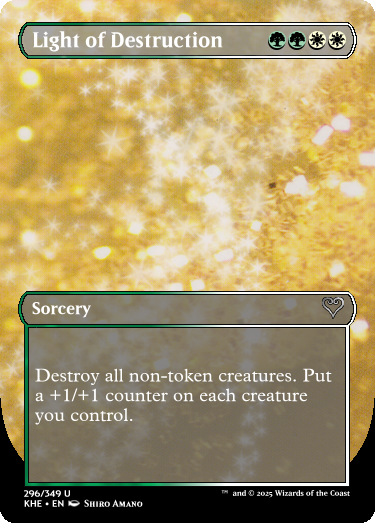 Light of Destruction
Sorcery
Destroy all non-token creatures. Put
a +1/+1 counter on each creature
you control.
296/349 U
KHE • EN Shiro Amano
™ and © 2025 Wizards of the Coast